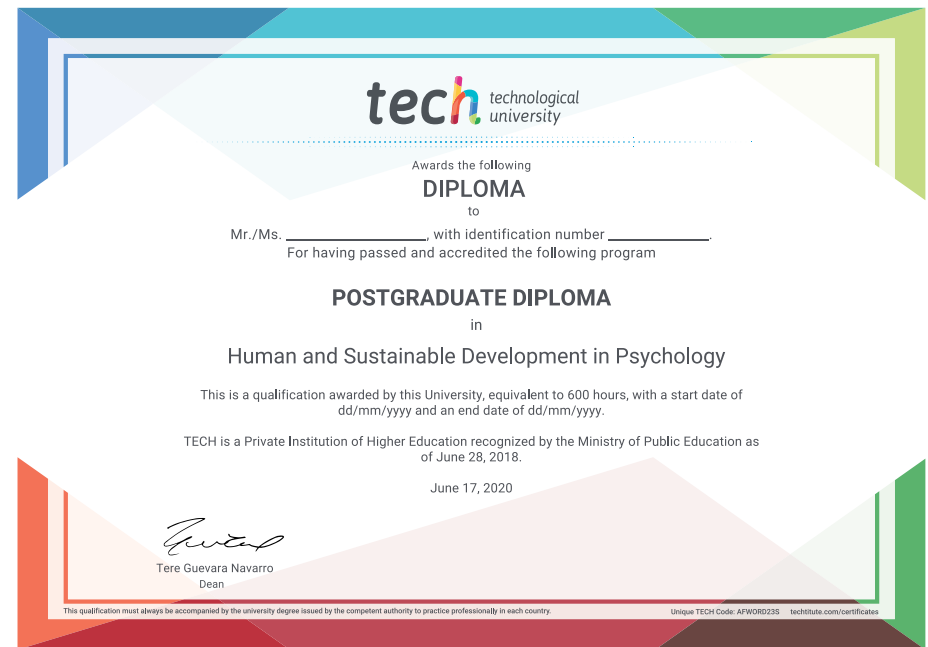 tech technological
university
Awards the following
DIPLOMA
to
Mr./Ms. ____________________, with identification number ______________.
For having passed and accredited the following program
POSTGRADUATE DIPLOMA
in
Human and Sustainable Development in Psychology
This is a qualification awarded by this University, equivalent to 600 hours, with a start date of
dd/mm/yyyy and an end date of dd/mm/yyyy.
TECH is a Private Institution of Higher Education recognized by the Ministry of Public Education as
of June 28, 2018.
June 17, 2020
Tere Guevara Navarro
Dean
This qualification must always be accompanied by the university degree issued by the competent authority to practice professionally in each country.
Unique TECH Code: AFWORD23S techtitute.com/certificates